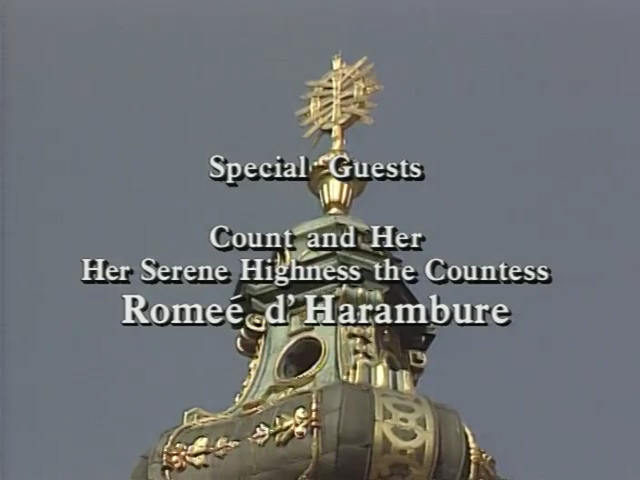 Special Guests
Count and Her
Her Serene Highness the Countess
Romeé d'Harambure